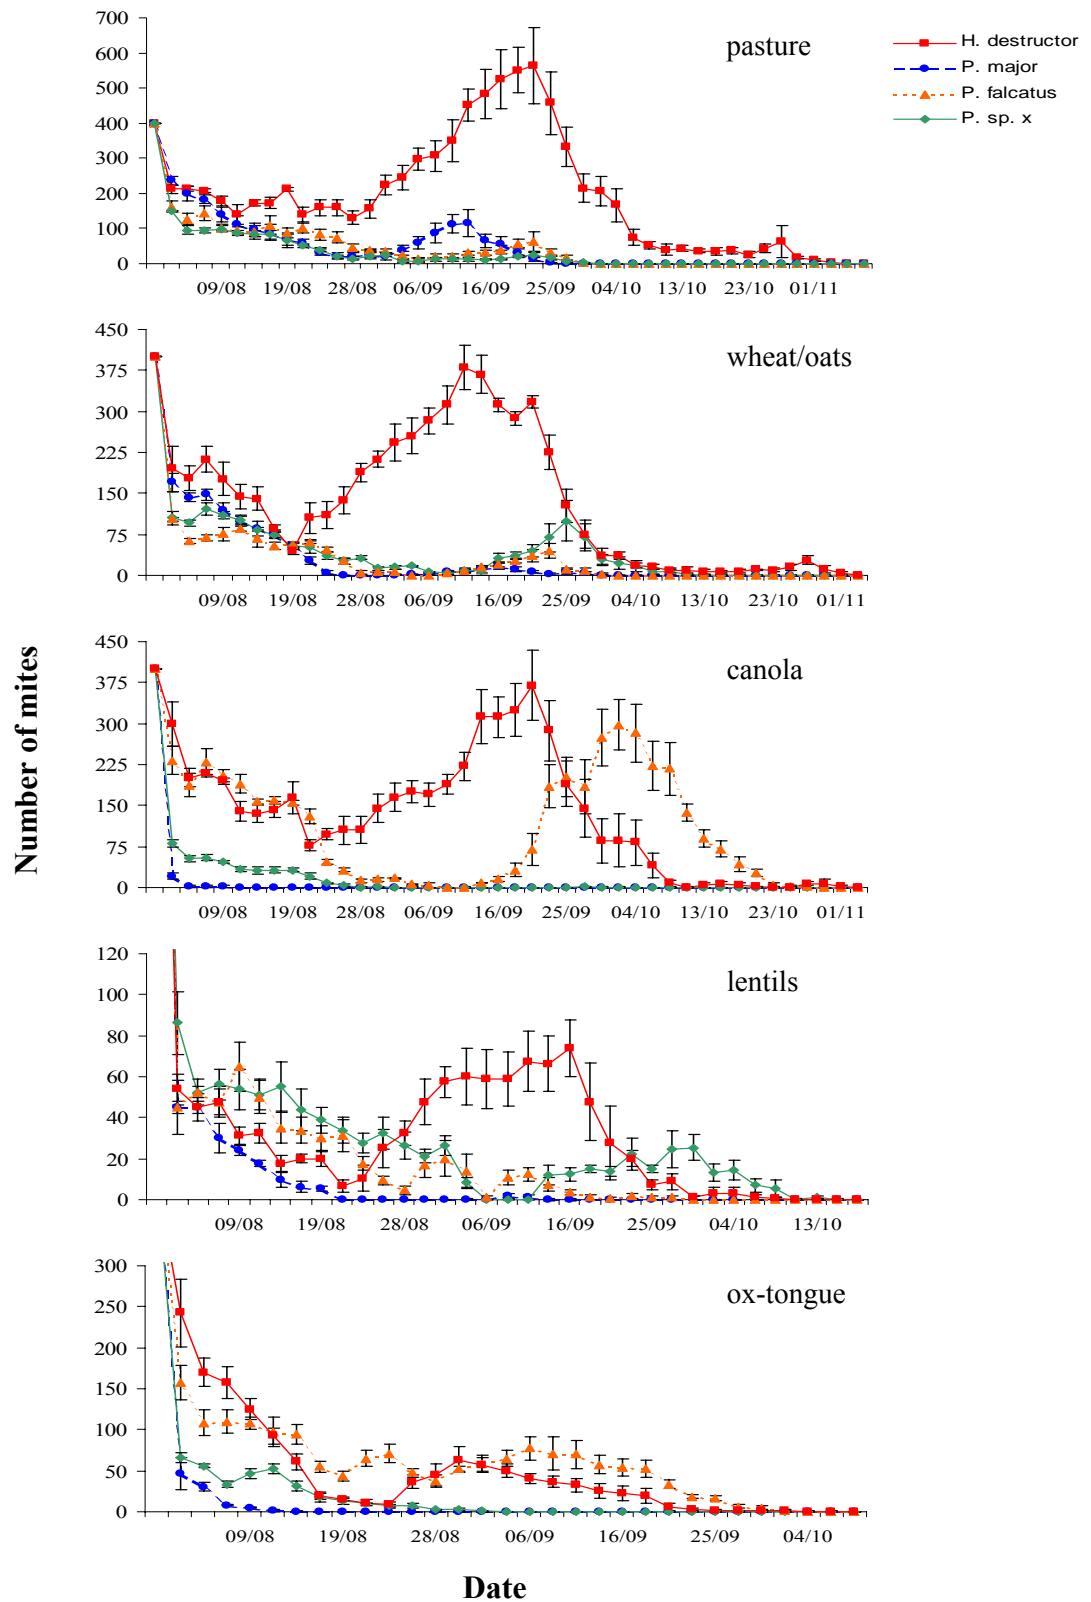 700
pasture
H. destructor
600
P. major
500
P. falcatus
400
P. sp. x
300
200
100
0
09/08 19/08 28/08 06/09 16/09 25/09 04/10 13/10 23/10 01/11
450
wheat/oats
375
300
225
150
75
0
09/08 19/08 28/08 06/09 16/09 25/09 04/10 13/10 23/10 01/11
Number of mites
450
canola
375
300
225
150
75
0
09/08 19/08 28/08 06/09 16/09 25/09 04/10 13/10 23/10 01/11
120
lentils
100
80
60
40
20
0
09/08 19/08 28/08 06/09 16/09 25/09 04/10 13/10
300
ox-tongue
250
200
150
100
50
0
09/08 19/08 28/08 06/09 16/09 25/09 04/10
Date